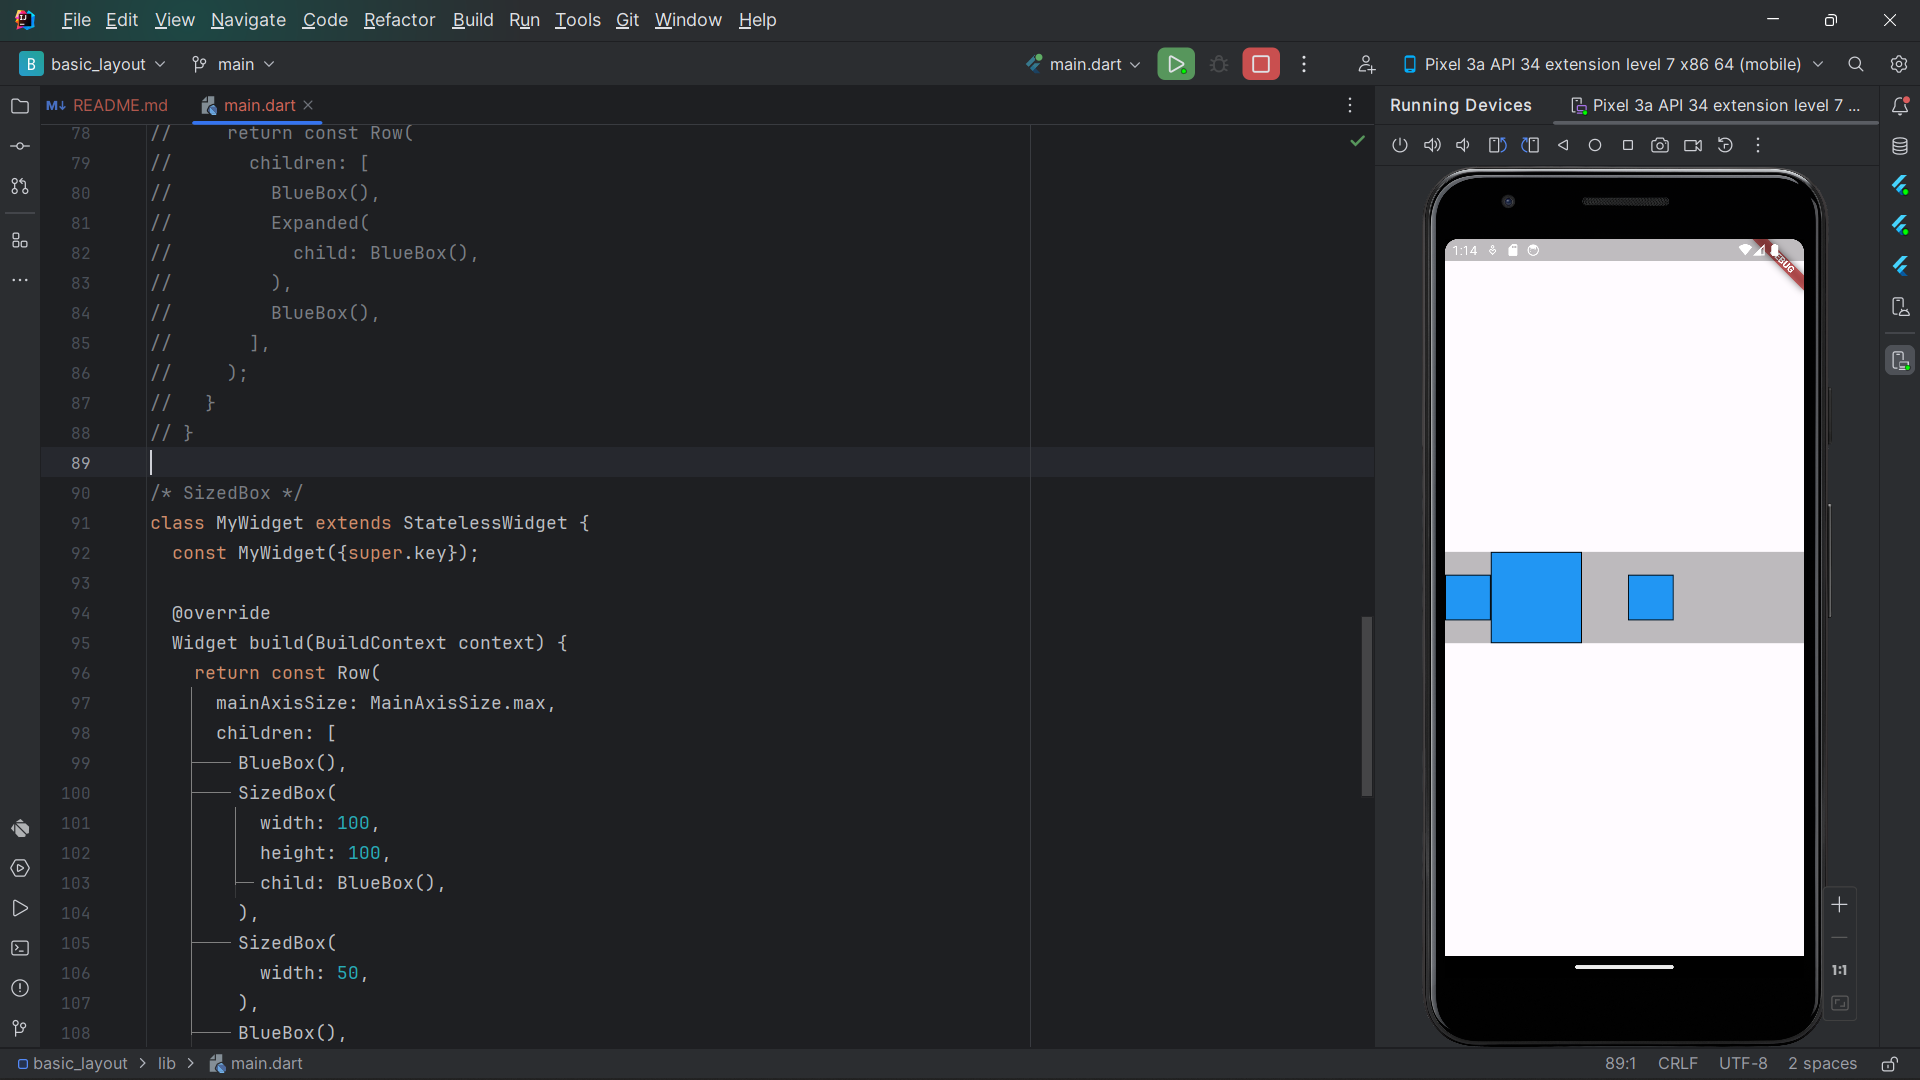 File Edit View Navigate Code Refactor Build Run Tools Git Window Help
B basic_layout main main.dart Pixel 3a API 34 extension level 7 x86 64 (mobile)
M↓ README.md main.dart Running Devices Pixel 3a API 34 extension level 7 ...
78 // return const Row(
79 // children: [
80 // BlueBox(),
81 // Expanded(
82 // child: BlueBox(),
83 // ),
84 // BlueBox(),
85 // ],
86 // );
87 // }
88 // }
89
90 /* SizedBox */
91 class MyWidget extends StatelessWidget {
92 const MyWidget({super.key});
93
94 @override
95 Widget build(BuildContext context) {
96 return const Row(
97 mainAxisSize: MainAxisSize.max,
98 children: [
99 BlueBox(),
100 SizedBox(
101 width: 100,
102 height: 100,
103 child: BlueBox(),
104 ),
105 SizedBox(
106 width: 50,
107 ),
108 BlueBox(),
1:14
1:1
basic_layout > lib > main.dart 89:1 CRLF UTF-8 2 spaces